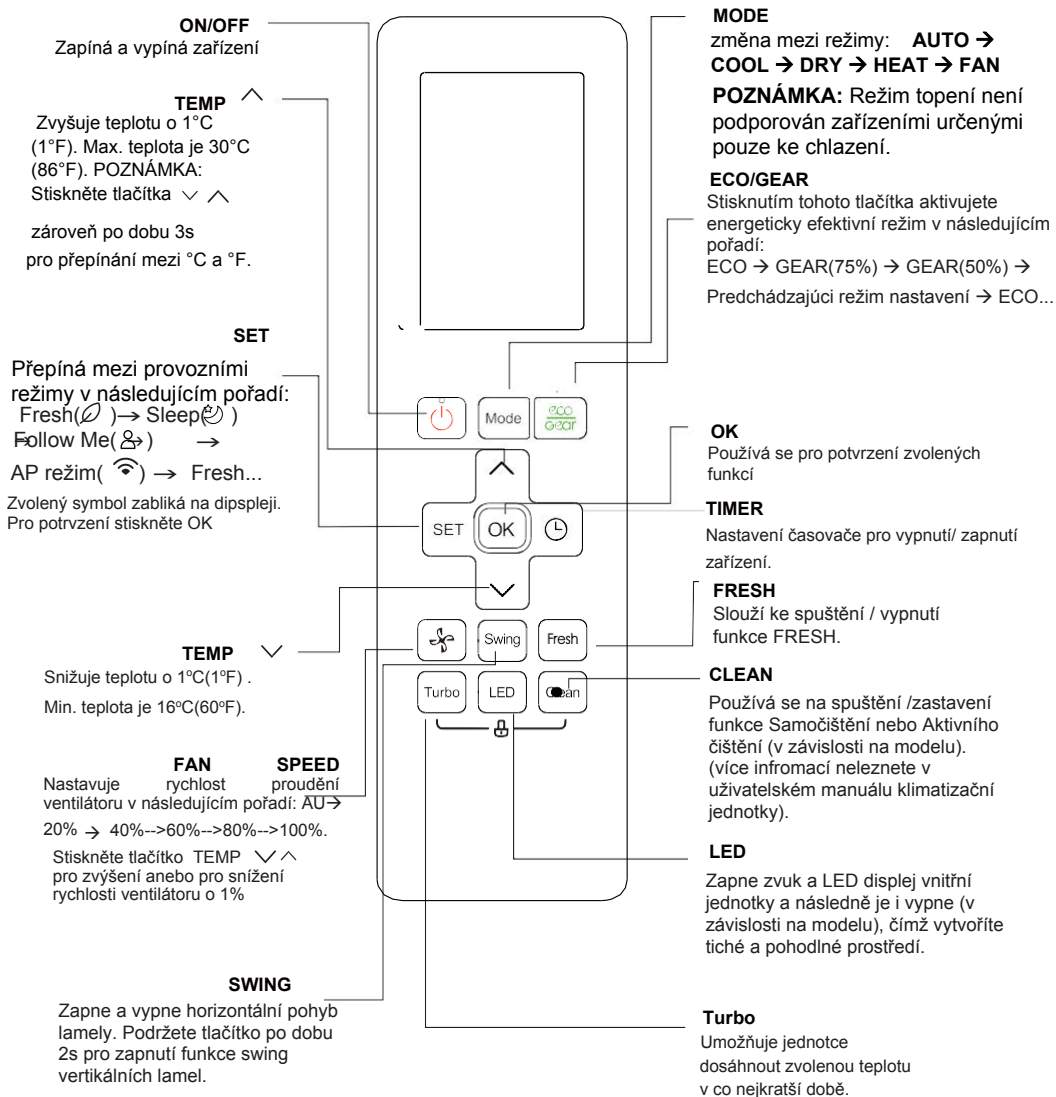 ON/OFF
Zapíná a vypíná zařízení
TEMP
Zvyšuje teplotu o 1°C
(1°F). Max. teplota je 30°C
(86°F). POZNÁMKA:
Stiskněte tlačítka
zároveň po dobu 3s
pro přepínání mezi °C a °F.
SET
Přepíná mezi provozními
režimy v následujícím pořadí:
Fresh( )→ Sleep( )
→
Follow Me( ) →
AP režim( ) → Fresh...
Zvolený symbol zabliká na dipspleji.
Pro potrvzení stiskněte OK
TEMP
Snižuje teplotu o 1ºC(1ºF) .
Min. teplota je 16ºC(60ºF).
FAN SPEED
Nastavuje rychlost proudění
ventilátoru v následujícím pořadí: AU→
20% → 40%-->60%-->80%-->100%.
Stiskněte tlačítko TEMP
pro zvýšení anebo pro snížení
rychlosti ventilátoru o 1%
SWING
Zapne a vypne horizontální pohyb
lamely. Podržete tlačítko po dobu
2s pro zapnutí funkce swing
vertikálních lamel.
Mode
eco
Gear
SET
OK
Swing
Fresh
Turbo
LED
Clean
MODE
změna mezi režimy: AUTO →
COOL → DRY → HEAT → FAN
POZNÁMKA: Režim topení není
podporován zařízeními určenými
pouze ke chlazení.
ECO/GEAR
Stisknutím tohoto tlačítka aktivujete
energeticky efektivní režim v následujícím
pořadí:
ECO → GEAR(75%) → GEAR(50%) →
Predchádzajúci režim nastavení → ECO...
OK
Používá se pro potvrzení zvolených
funkcí
TIMER
Nastavení časovače pro vypnutí/ zapnutí
zařízení.
FRESH
Slouží ke spuštění / vypnutí
funkce FRESH.
CLEAN
Používá se na spuštění /zastavení
funkce Samočištění nebo Aktivního
čištění (v závislosti na modelu).
(více infromací neleznete v
uživatelském manuálu klimatizační
jednotky).
LED
Zapne zvuk a LED displej vnitřní
jednotky a následně je i vypne (v
závislosti na modelu), čímž vytvoříte
tiché a pohodlné prostředí.
Turbo
Umožňuje jednotce
dosáhnout zvolenou teplotu
v co nejkratší době.